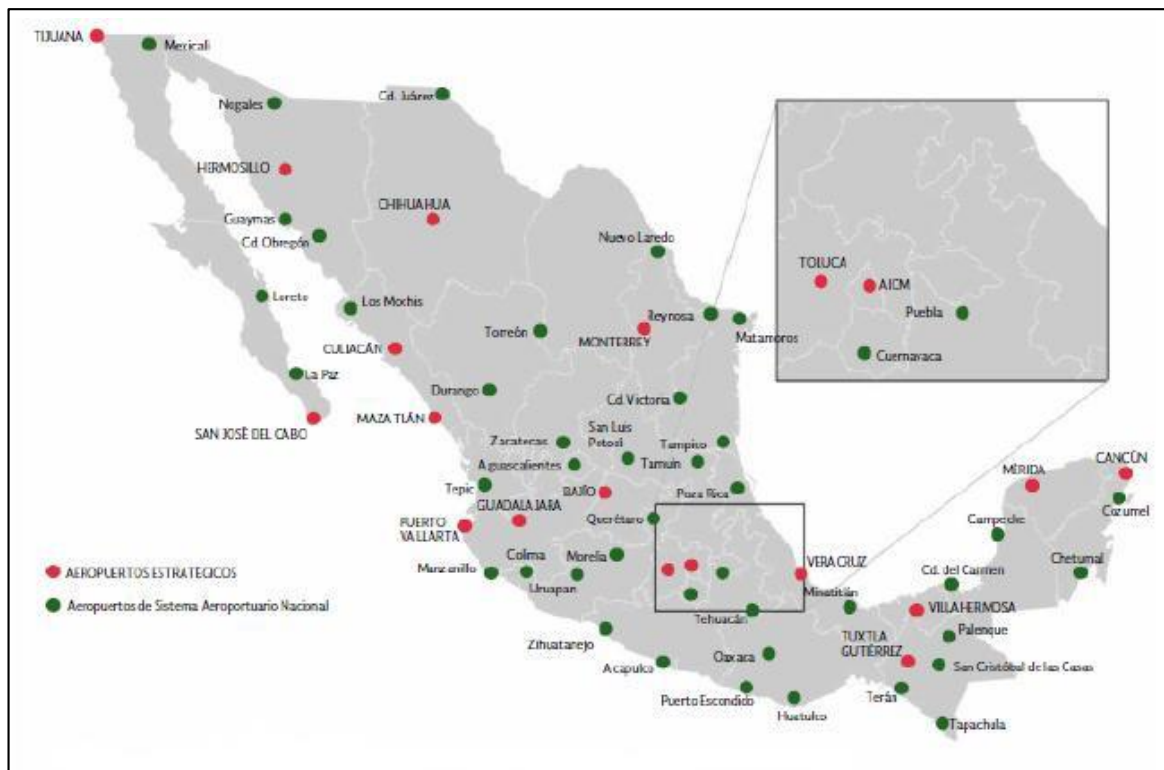 TIJUANA
Mexicali
Nogales
Cd. Juárez
HERMOSILLO
CHIHUAHUA
Guaymas
Cd. Obregón
Nuevo Laredo
TOLUCA
AICM
Puebla
Cuernavaca
Loreto
Los Mochis
Torreón
Reynosa
MONTERREY
Matamoros
CULIACÁN
La Paz
Durango
Cd. Victoria
SAN JOSÉ DEL CABO
MAZATLÁN
Zacatecas
San Luis
Potosí
Tampico
Aguascalientes
Tamuín
MÉRIDA
CANCÚN
Tepic
BAJÍO
Poza Rica
Cozumel
GUADALAJARA
Querétaro
Campeche
PUERTO
VALLARTA
Colima
Morelia
VERACRUZ
Chetumal
Manzanillo
Uruapan
Cd. del Carmen
Minatitlán
AEROPUERTOS ESTRATÉGICOS
Aeropuertos de Sistema Aeroportuario Nacional
Tehuacán
VILLAHERMOSA
Zihuatanejo
TUXTLA
GUTIÉRREZ
Palenque
Acapulco
Oaxaca
San Cristóbal de las Casas
Puerto Escondido
Huatulco
Terán
Tapachula